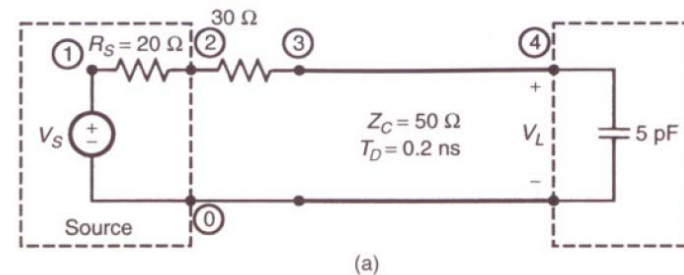 30 Ω
① R_S = 20 Ω ② ③ ④
+
V_S + − Z_C = 50 Ω V_L 5 pF
T_D = 0.2 ns
−
Source ⓪
(a)